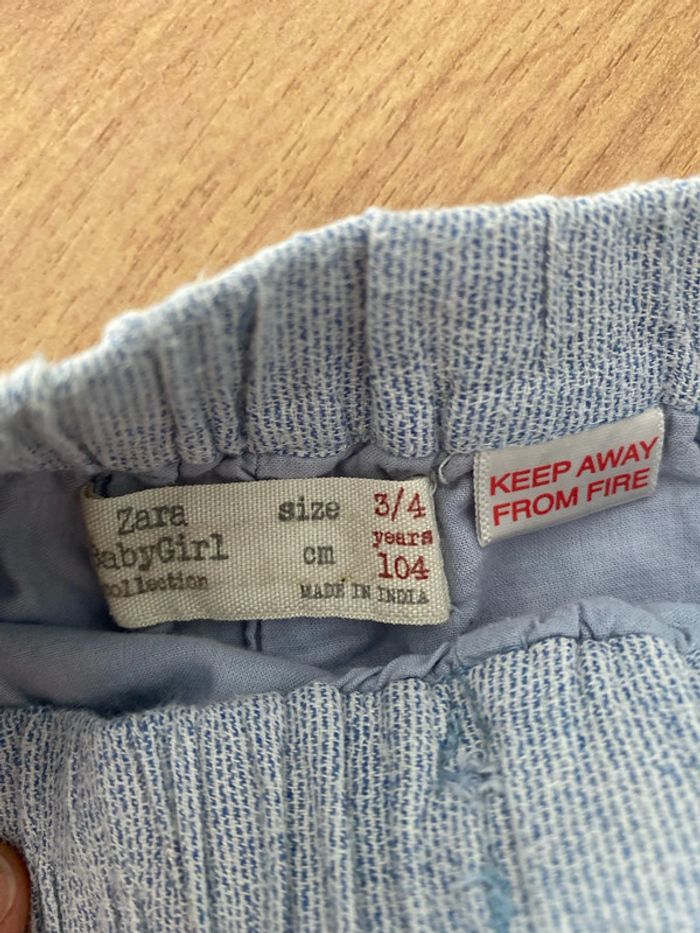 Zara size 3/4
BabyGirl cm years
collection 104
MADE IN INDIA
KEEP AWAY
FROM FIRE